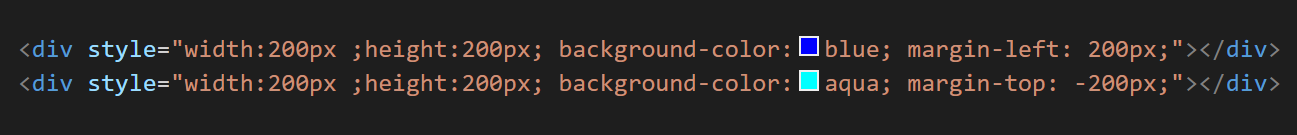 <div style="width:200px ;height:200px; background-color:blue; margin-left: 200px;"></div>
<div style="width:200px ;height:200px; background-color:aqua; margin-top: -200px;"></div>